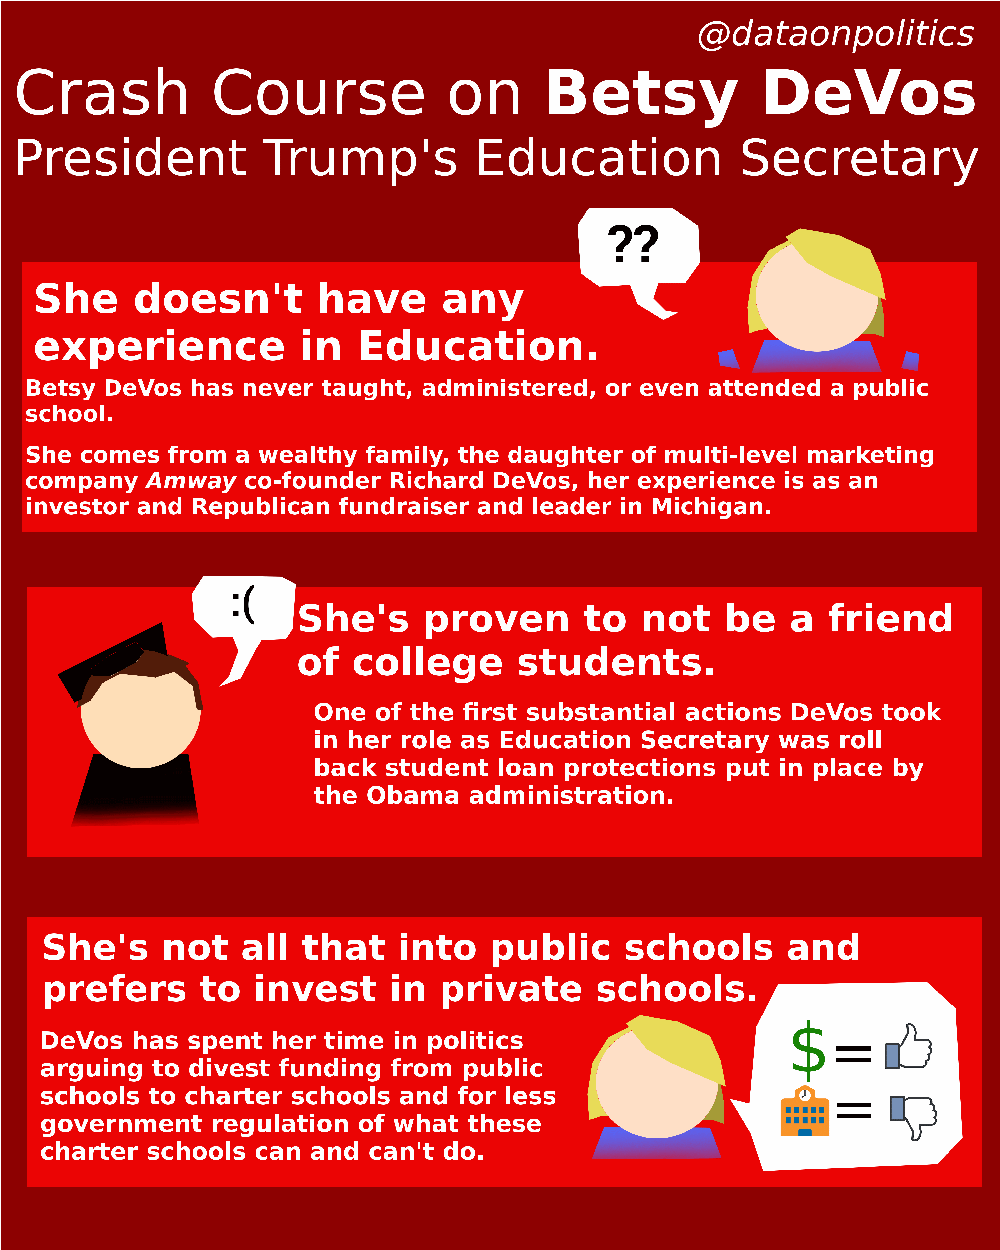 @dataonpolitics
Crash Course on Betsy DeVos
President Trump's Education Secretary
??
She doesn't have any
experience in Education.
Betsy DeVos has never taught, administered, or even attended a public
school.
She comes from a wealthy family, the daughter of multi-level marketing
company Amway co-founder Richard DeVos, her experience is as an
investor and Republican fundraiser and leader in Michigan.
:(
She's proven to not be a friend
of college students.
One of the first substantial actions DeVos took
in her role as Education Secretary was roll
back student loan protections put in place by
the Obama administration.
She's not all that into public schools and
prefers to invest in private schools.
DeVos has spent her time in politics
arguing to divest funding from public
schools to charter schools and for less
government regulation of what these
charter schools can and can't do.
$=
=